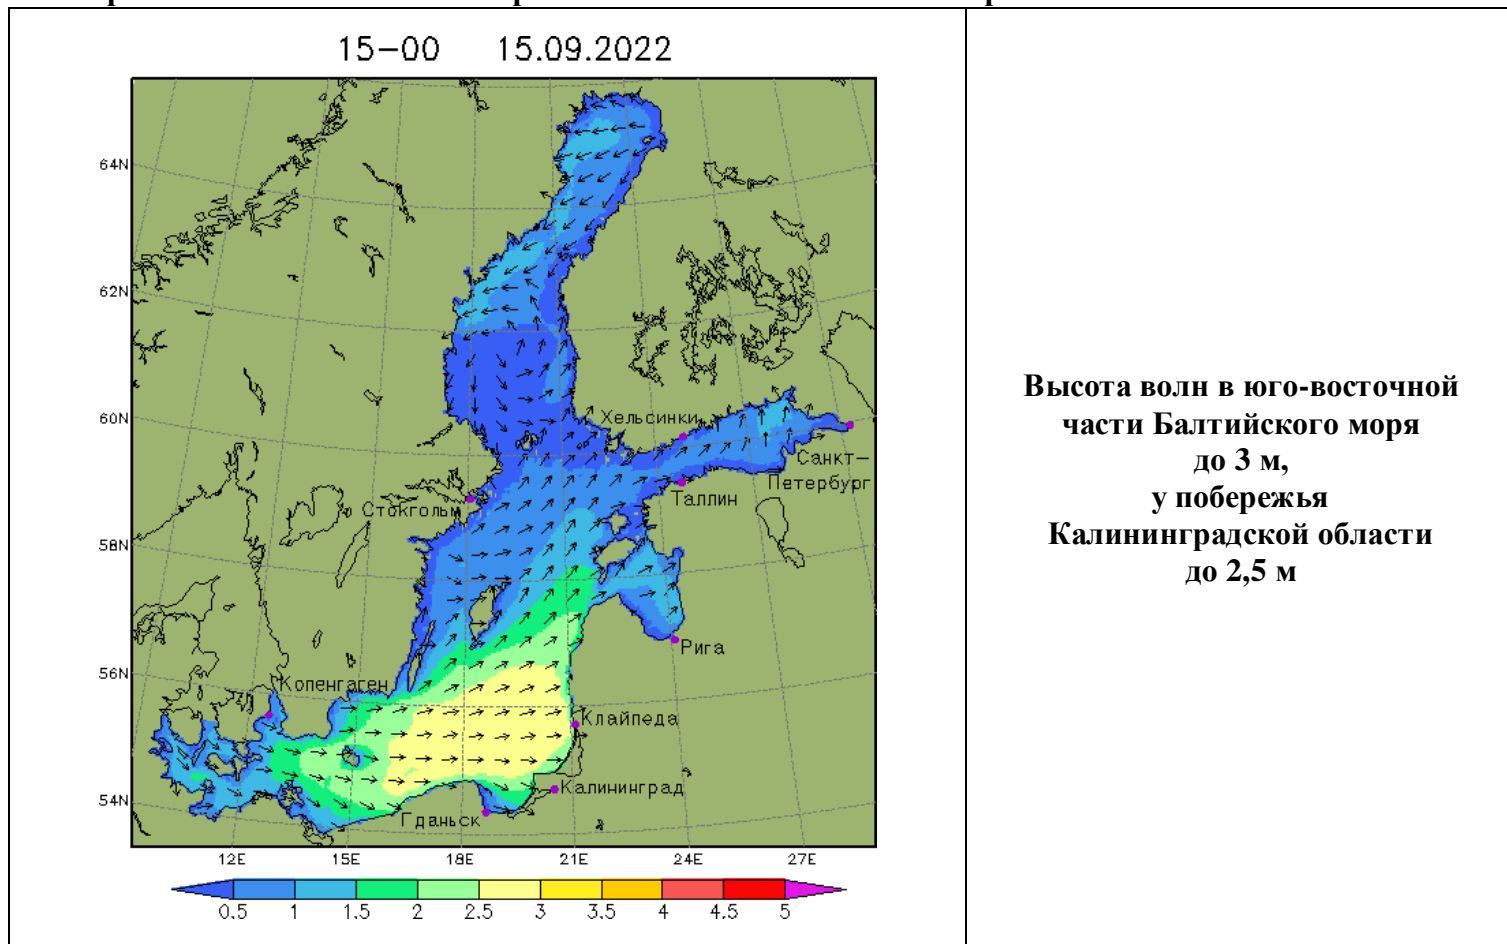 15-00 15.09.2022
64N
62N
60N
58N
56N
54N
Хельсинки
Санкт-
Петербург
Таллин
Стокгольм
Рига
Копенгаген
Клайпеда
Калининград
Гданьск
12E 15E 18E 21E 24E 27E
0.5 1 1.5 2 2.5 3 3.5 4 4.5 5
Высота волн в юго-восточной
части Балтийского моря
до 3 м,
у побережья
Калининградской области
до 2,5 м